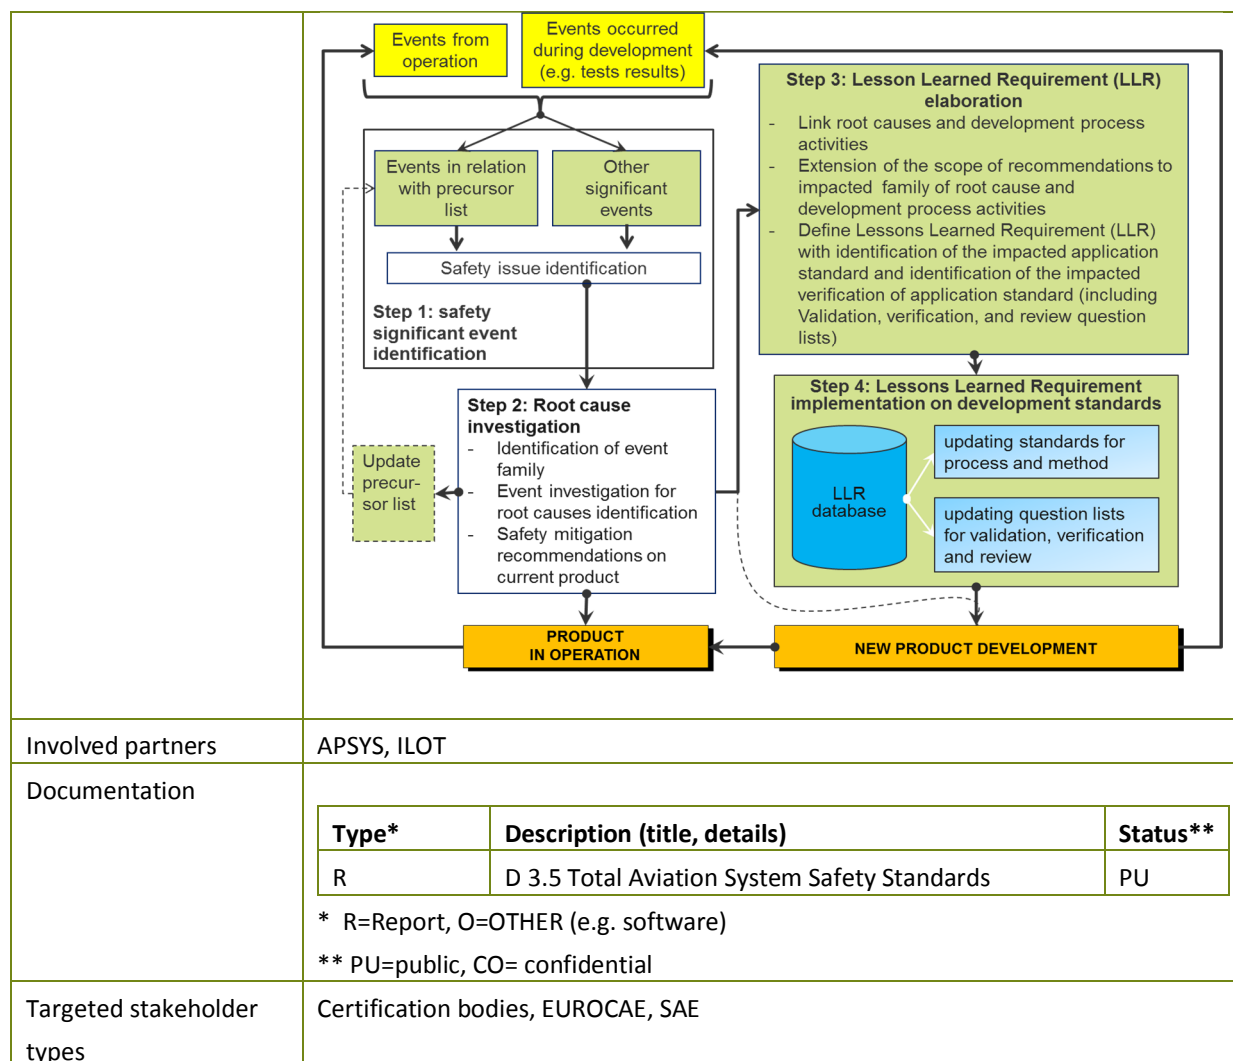 Events from
operation
Events occurred
during development
(e.g. tests results)
Events in relation
with precursor
list
Other
significant
events
Safety issue identification
Step 1: safety
significant event
identification
Step 2: Root cause
investigation
- Identification of event
family
- Event investigation for
root causes identification
- Safety mitigation
recommendations on
current product
Update
precur-
sor list
Step 3: Lesson Learned Requirement (LLR)
elaboration
- Link root causes and development process
activities
- Extension of the scope of recommendations to
impacted family of root cause and
development process activities
- Define Lessons Learned Requirement (LLR)
with identification of the impacted application
standard and identification of the impacted
verification of application standard (including
Validation, verification, and review question
lists)
Step 4: Lessons Learned Requirement
implementation on development standards
LLR
database
updating standards for
process and method
updating question lists
for validation, verification
and review
PRODUCT
IN OPERATION
NEW PRODUCT DEVELOPMENT
Involved partners
APSYS, ILOT
Documentation
Type* Description (title, details) Status**
R D 3.5 Total Aviation System Safety Standards PU
* R=Report, O=OTHER (e.g. software)
** PU=public, CO= confidential
Targeted stakeholder
types
Certification bodies, EUROCAE, SAE